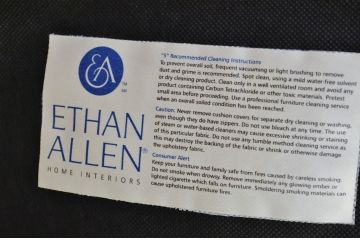 EA
TM
SM
ETHAN
ALLEN®
HOME INTERIORS
"S" Recommended Cleaning Instructions
To prevent overall soil, frequent vacuuming or light brushing to remove
dust and grime is recommended. Spot clean, using a mild water-free solvent
or dry cleaning product. Clean only in a well ventilated room and avoid any
product containing Carbon Tetrachloride or other toxic materials. Pretest
small area before proceeding. Use a professional furniture cleaning service
when an overall soiled condition has been reached.
Caution: Never remove cushion covers for separate dry cleaning or washing,
even though they do have zippers. Do not use bleach at any time. The use
of steam or water-based cleaners may cause excessive shrinking or staining
of this particular fabric. Do not use any tumble cleaning washing service as
this may destroy the backing of the fabric or shrink or otherwise damage
the upholstery fabric.
Consumer Alert
Keep your furniture and family safe from fires caused by careless smoking.
Do not smoke when drowsy. Remove immediately any glowing ember or
lighted cigarette which falls on furniture. Smoldering smoking materials can
cause upholstered furniture fires.